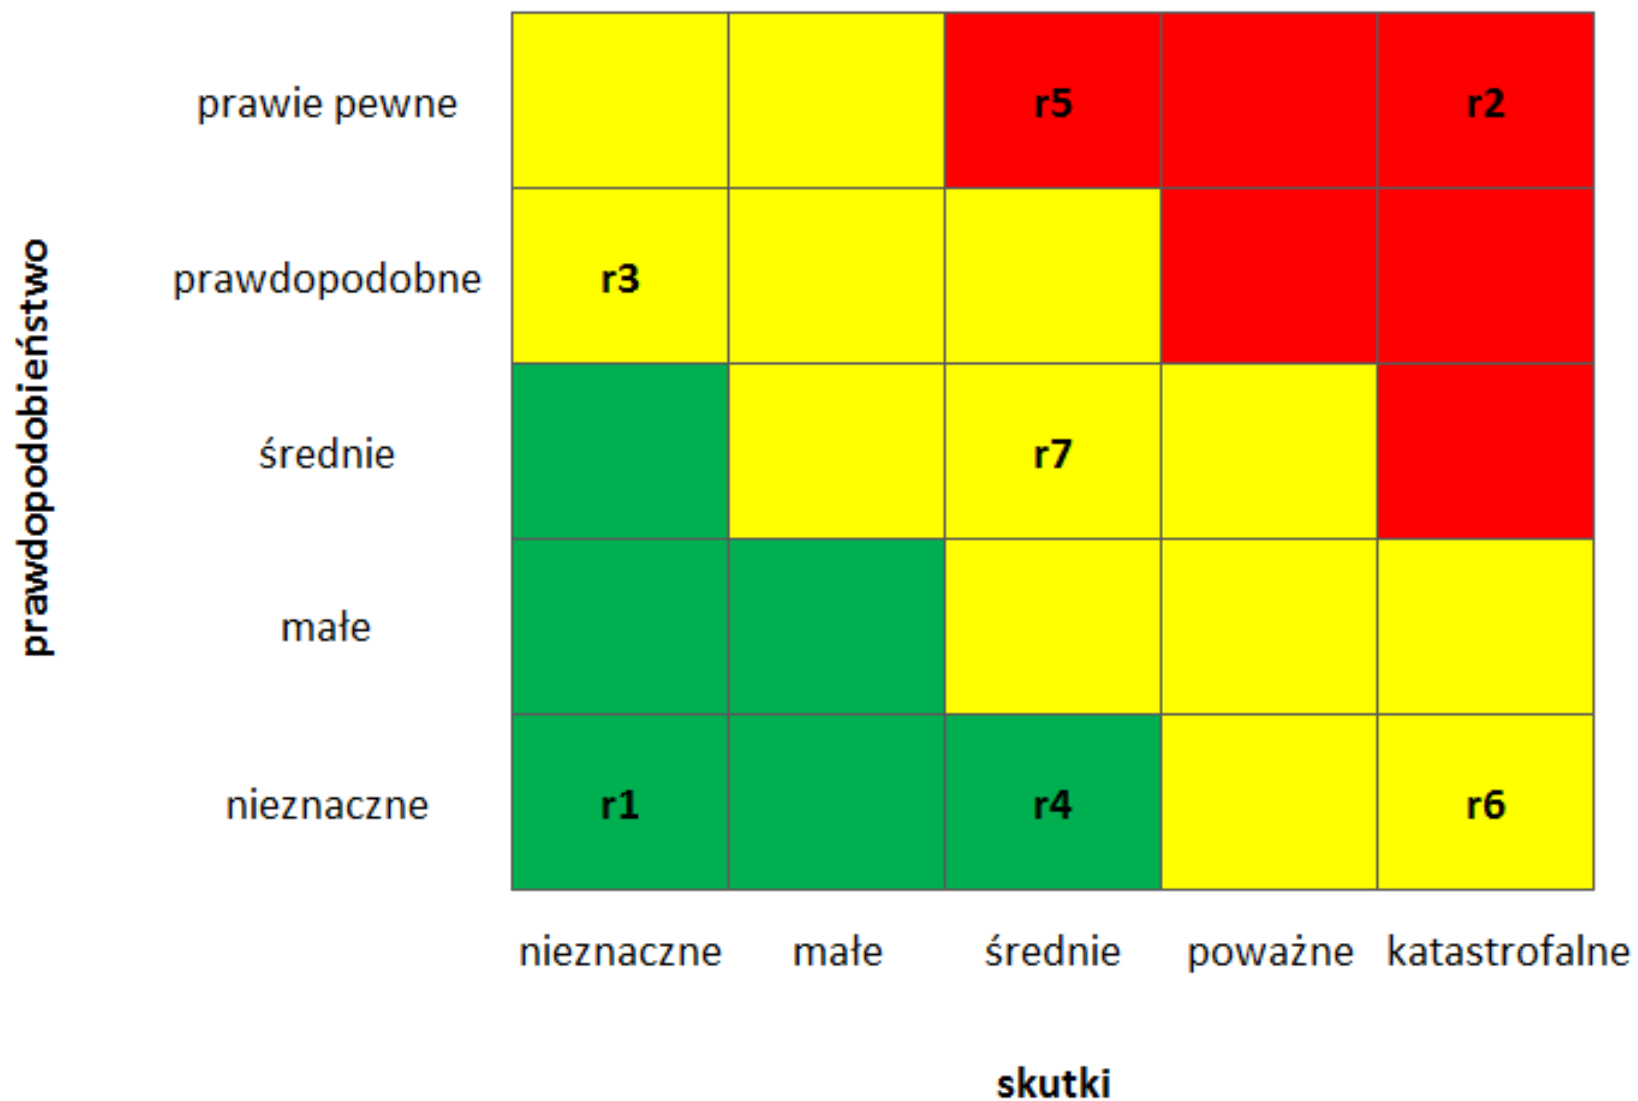 prawdopodobieństwo
prawie pewne r5 r2
prawdopodobne r3
średnie r7
małe
nieznaczne r1 r4 r6
nieznaczne małe średnie poważne katastrofalne
skutki